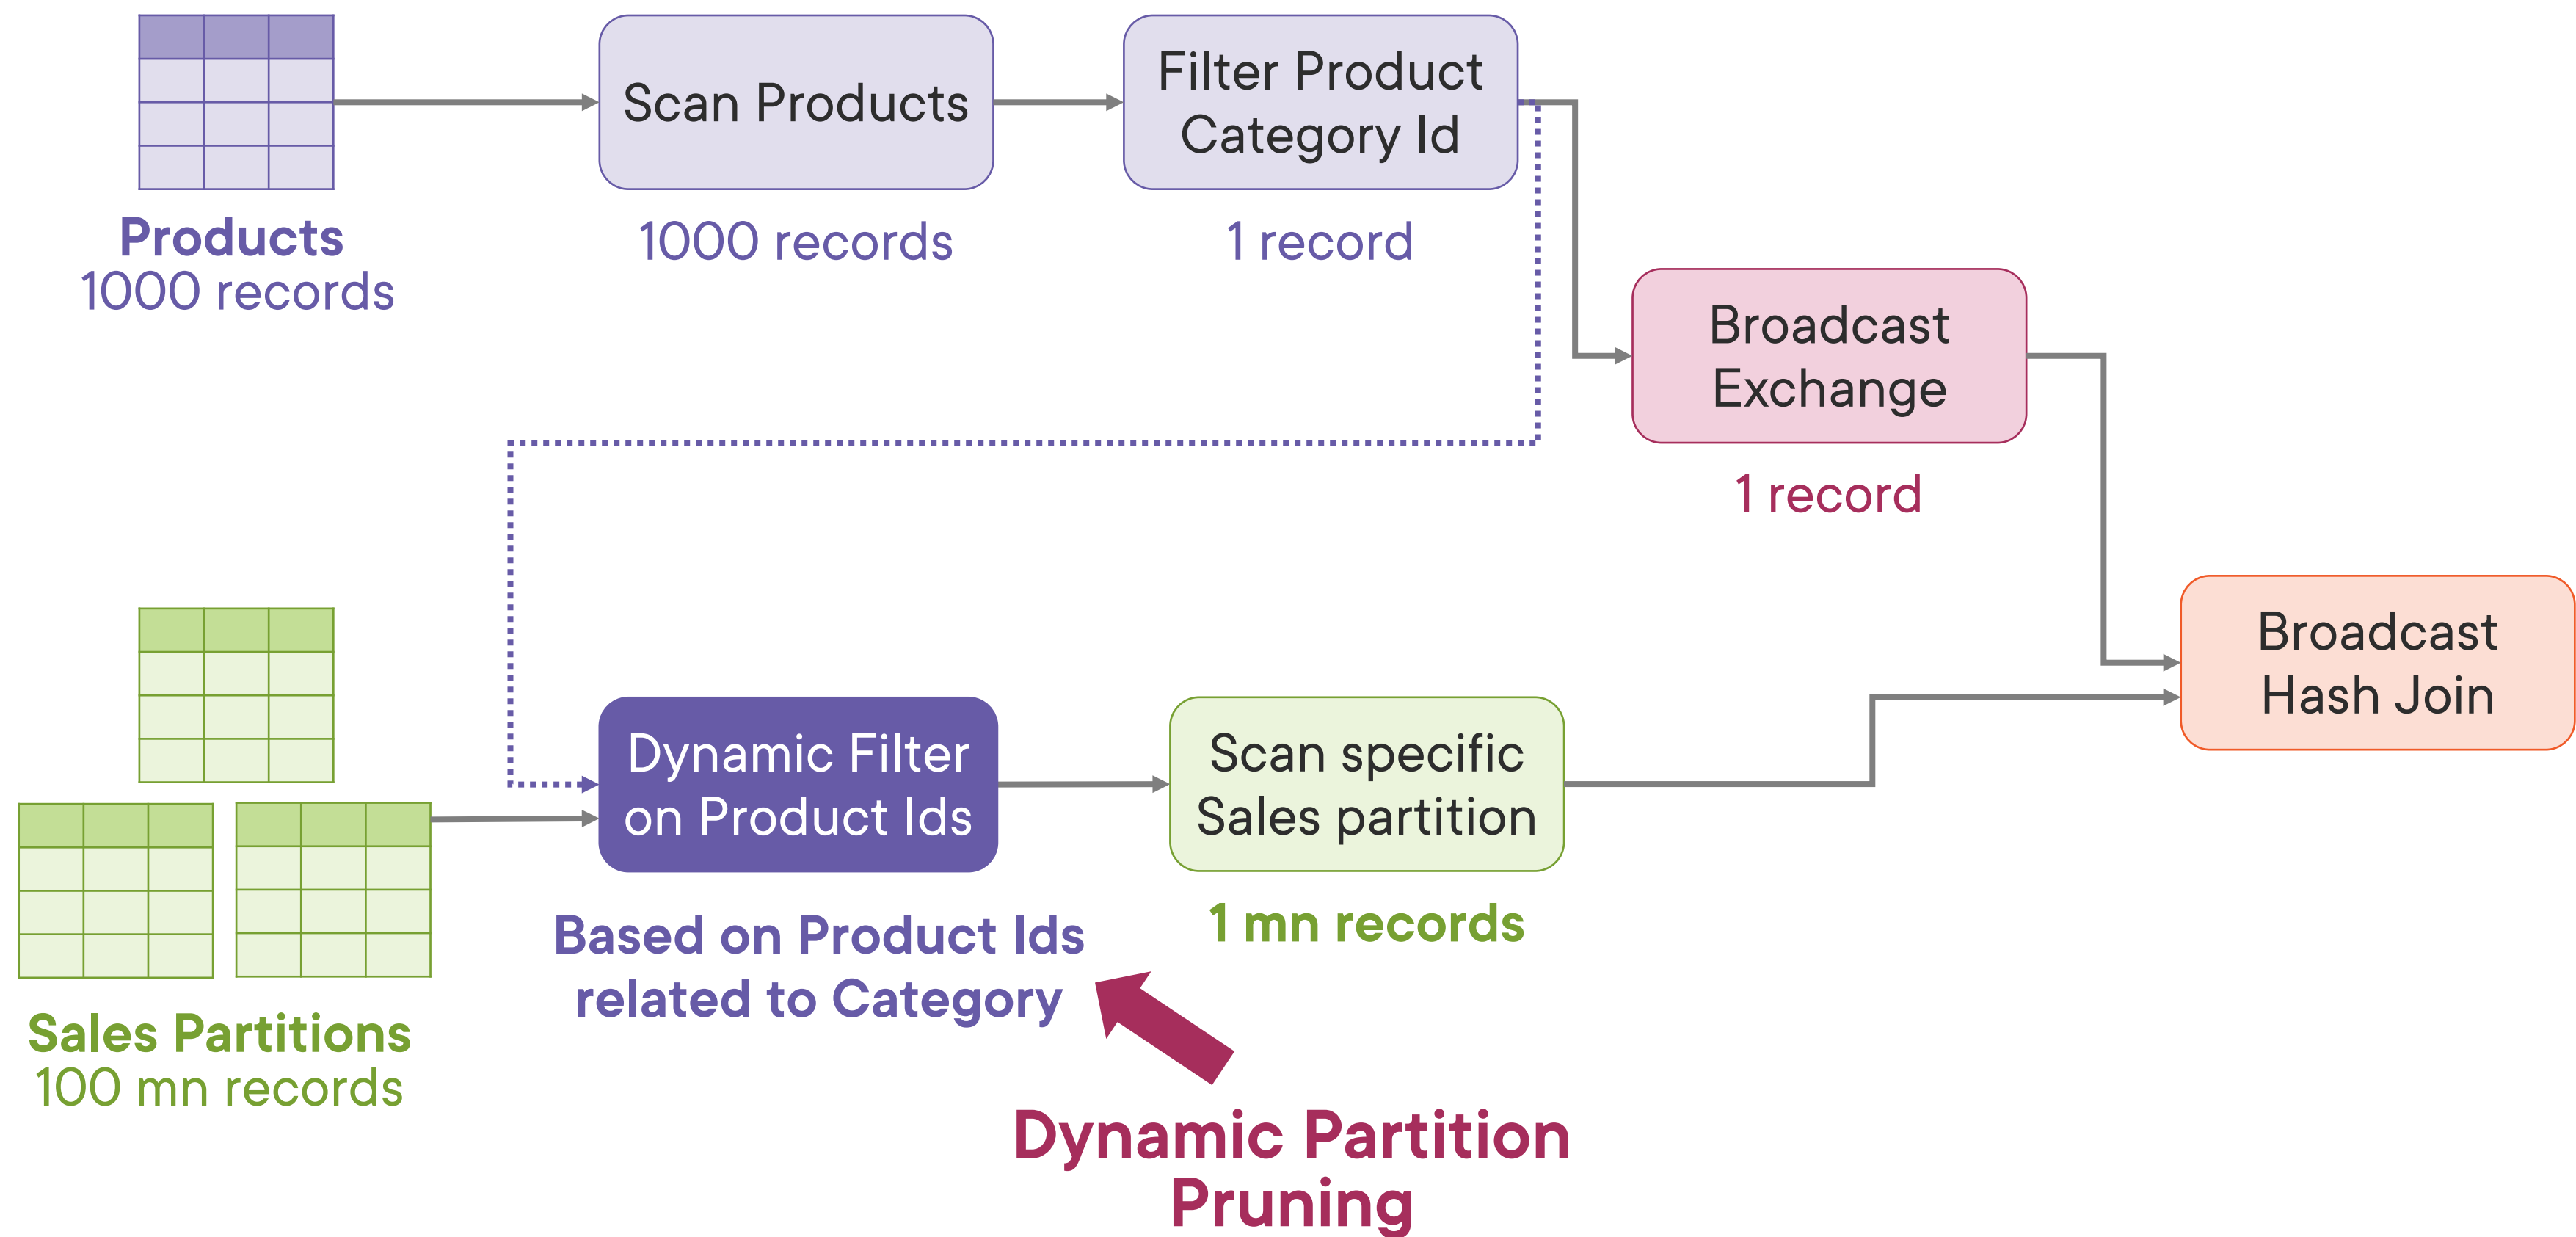 Scan Products
Filter Product
Category Id
Products
1000 records
1000 records
1 record
Broadcast
Exchange
1 record
Broadcast
Hash Join
Dynamic Filter
on Product Ids
Scan specific
Sales partition
Based on Product Ids
related to Category
1 mn records
Sales Partitions
100 mn records
Dynamic Partition
Pruning